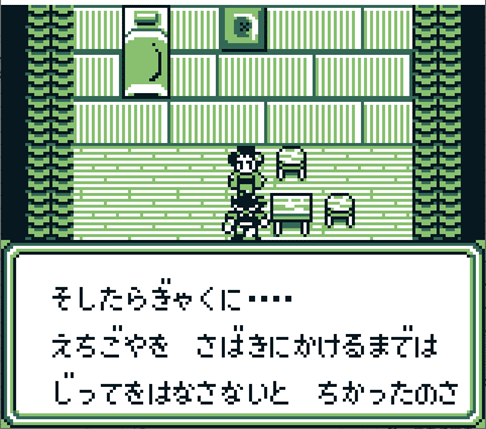 そしたらぎゃくに・・・・
えちごやを　さばきにかけるまでは
じってをはなさないと　ちかったのさ